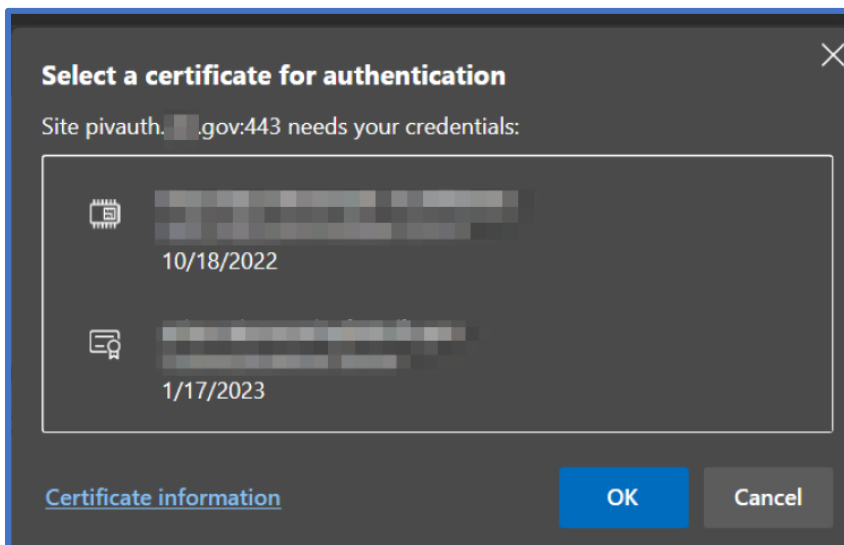 Select a certificate for authentication
Site pivauth. .gov:443 needs your credentials:
10/18/2022
1/17/2023
Certificate information
OK
Cancel